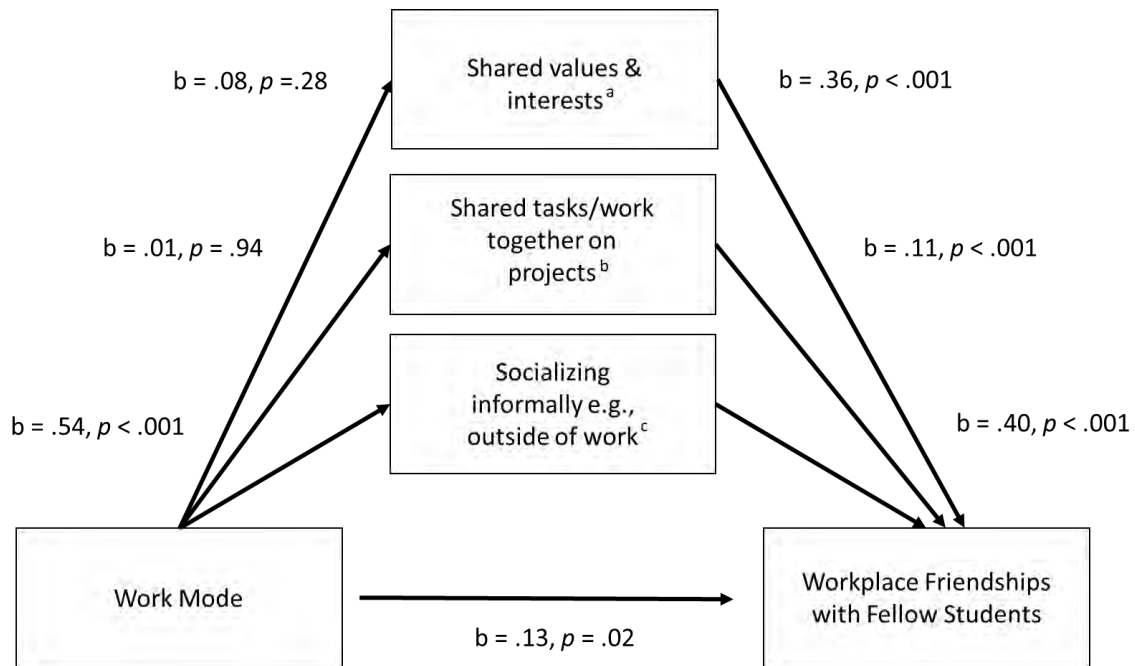 Shared values &
interests a
b = .08, p =.28
b = .36, p < .001
Shared tasks/work
together on
projects b
b = .01, p = .94
b = .11, p < .001
Socializing
informally e.g.,
outside of work c
b = .54, p < .001
b = .40, p < .001
Work Mode
Workplace Friendships
with Fellow Students
b = .13, p = .02